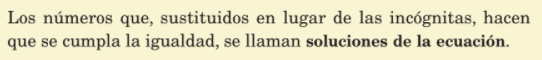 Los números que, sustituidos en lugar de las incógnitas, hacen
que se cumpla la igualdad, se llaman soluciones de la ecuación.